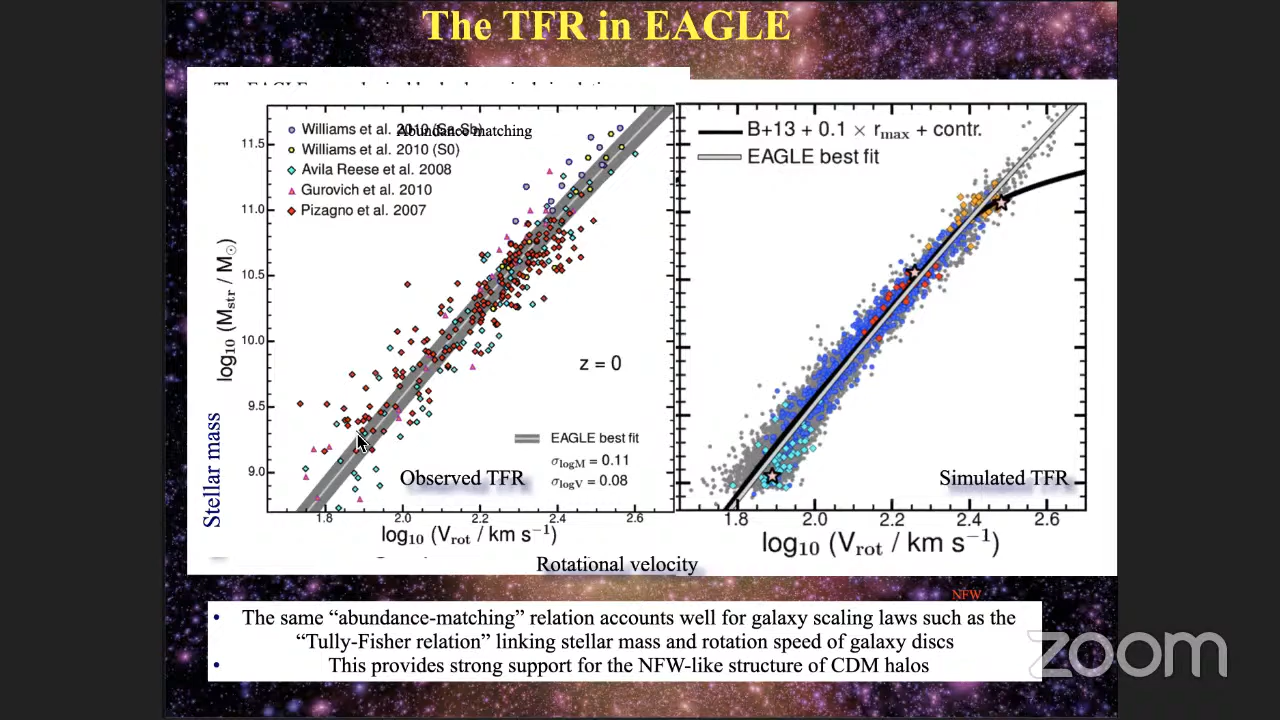 The TFR in EAGLE
Williams et al. 2010 (Sa-Sb)
Abundance matching
Williams et al. 2010 (S0)
Avila Reese et al. 2008
Gurovich et al. 2010
Pizagno et al. 2007
11.5
11.0
10.5
10.0
9.5
9.0
log₁₀ (Mstr / M☉)
Stellar mass
z = 0
EAGLE best fit
σlogM = 0.11
σlogV = 0.08
Observed TFR
1.8 2.0 2.2 2.4 2.6
log₁₀ (Vrot / km s⁻¹)
B+13 + 0.1 × rmax + contr.
EAGLE best fit
Simulated TFR
1.8 2.0 2.2 2.4 2.6
log₁₀ (Vrot / km s⁻¹)
Rotational velocity
NFW
• The same “abundance-matching” relation accounts well for galaxy scaling laws such as the
“Tully-Fisher relation” linking stellar mass and rotation speed of galaxy discs
• This provides strong support for the NFW-like structure of CDM halos
zoom